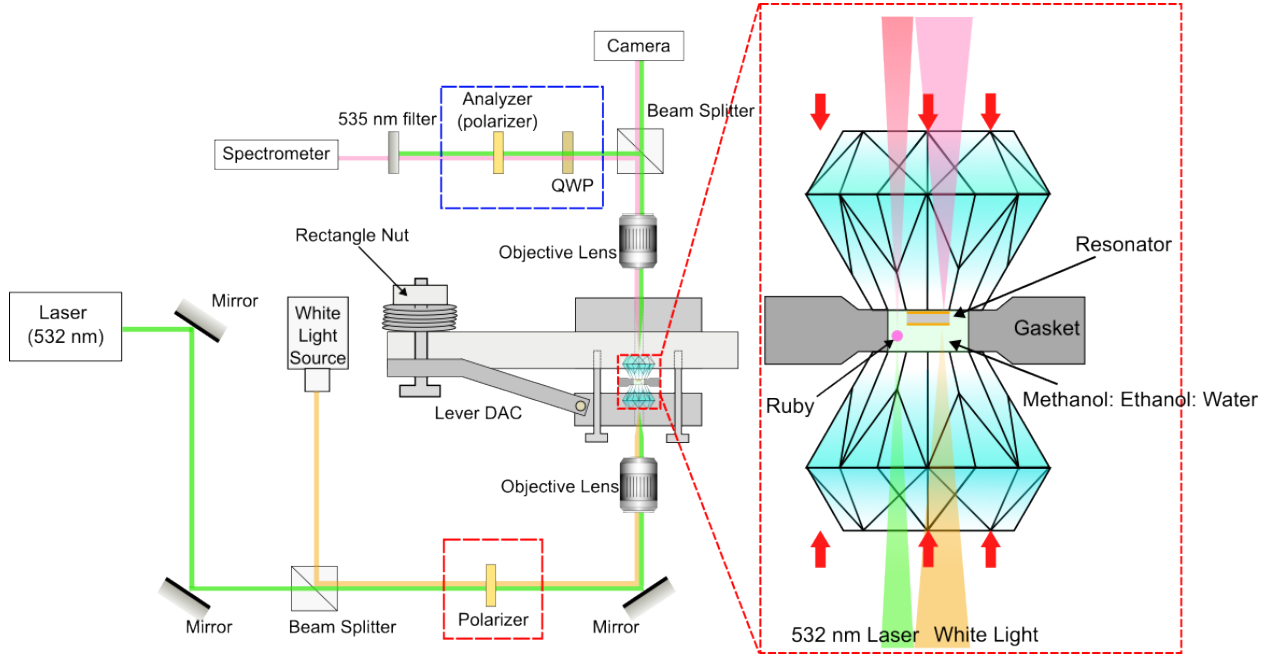 Camera
Beam Splitter
Analyzer
(polarizer)
535 nm filter
Spectrometer
QWP
Objective Lens
Rectangle Nut
Mirror
Laser
(532 nm)
White
Light
Source
Lever DAC
Objective Lens
Mirror
Beam Splitter
Polarizer
Mirror
Resonator
Gasket
Ruby
Methanol: Ethanol: Water
532 nm Laser
White Light